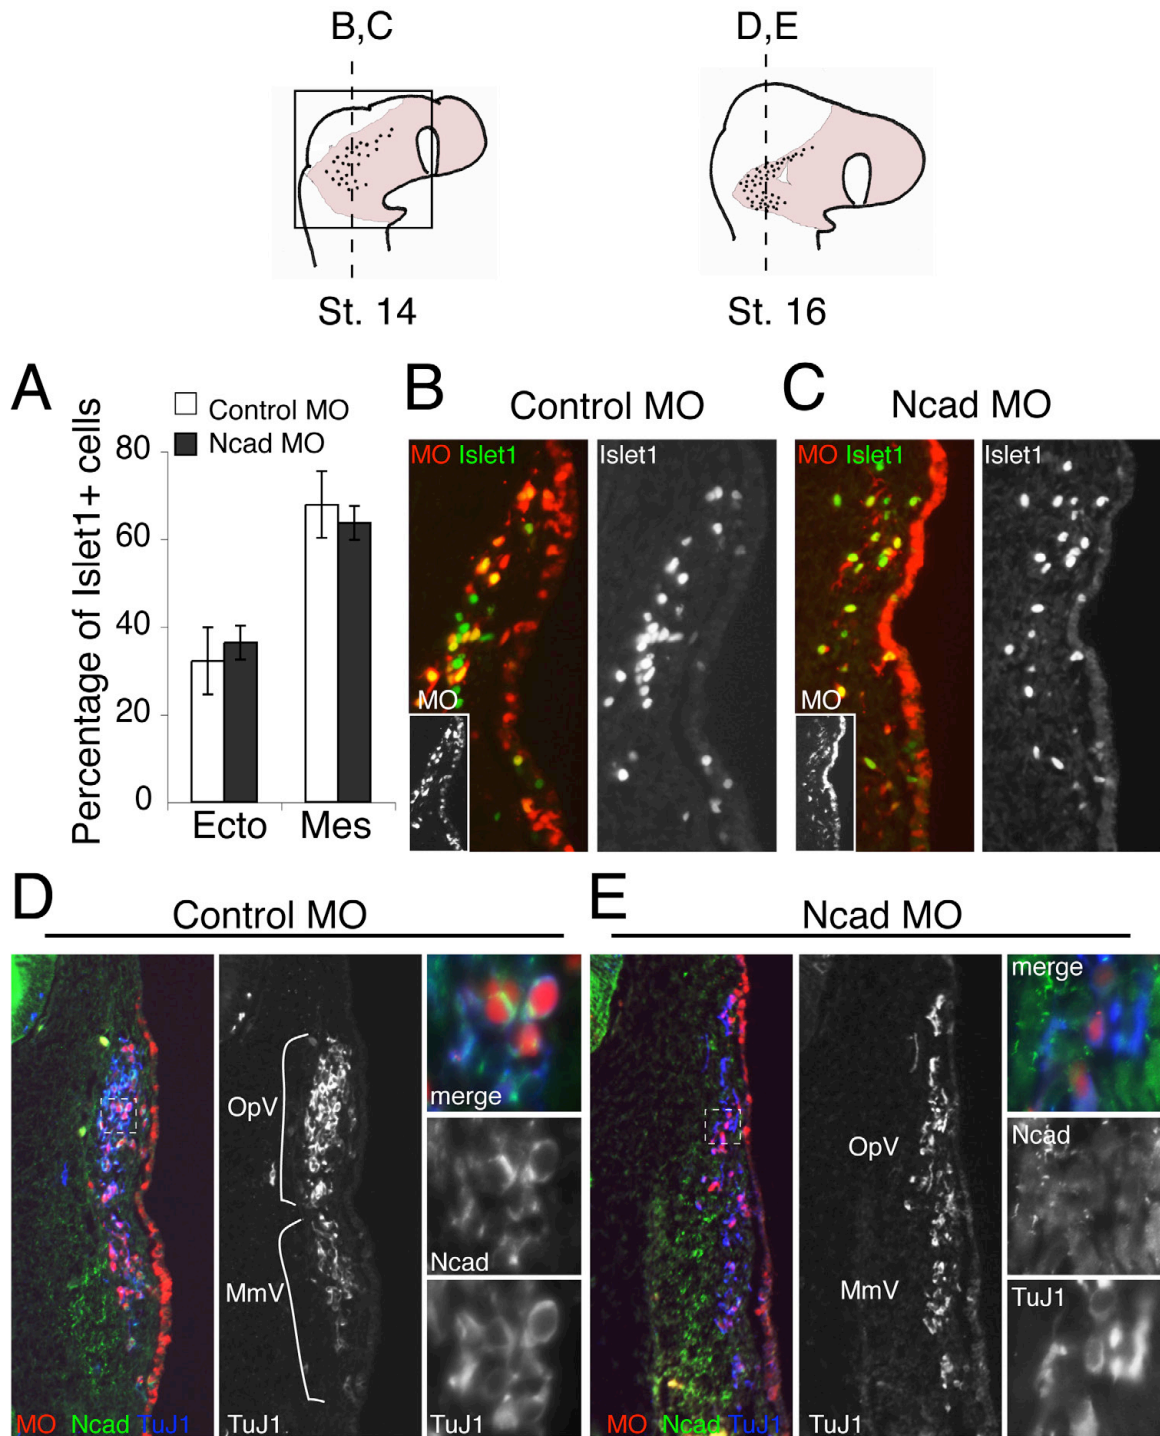 B,C
D,E
St. 14
St. 16
A
Control MO
Ncad MO
Percentage of Islet1+ cells
80
60
40
20
0
Ecto
Mes
B
Control MO
MO Islet1
Islet1
MO
C
Ncad MO
MO Islet1
Islet1
D
Control MO
MO Ncad TuJ1
OpV
MmV
TuJ1
merge
Ncad
TuJ1
E
Ncad MO
MO Ncad TuJ1
OpV
MmV
TuJ1
merge
Ncad
TuJ1